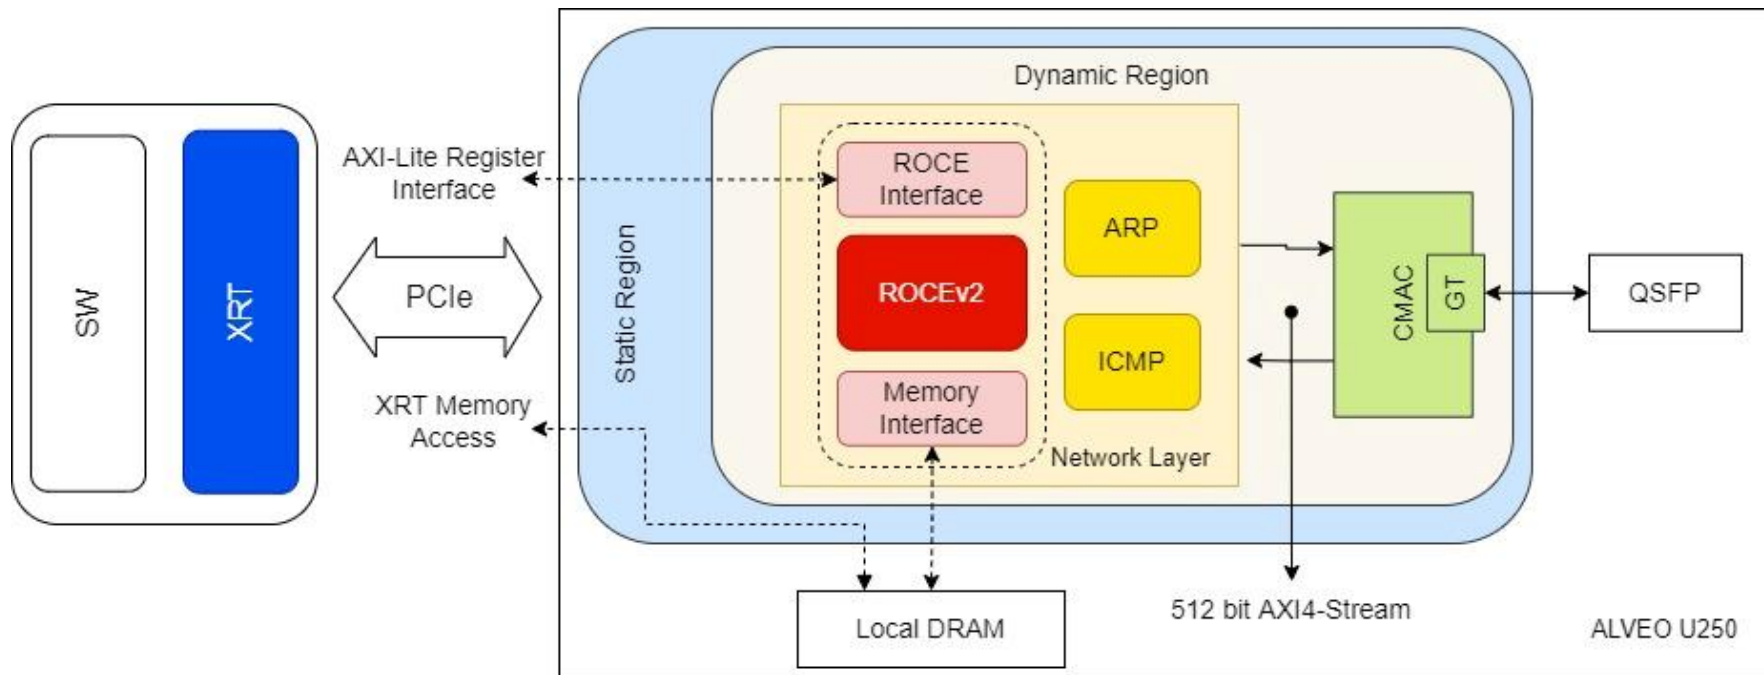 SW
XRT
AXI-Lite Register
Interface
PCIe
XRT Memory
Access
Static Region
Dynamic Region
ROCE
Interface
ROCEv2
Memory
Interface
ARP
ICMP
Network Layer
CMAC
GT
QSFP
Local DRAM
512 bit AXI4-Stream
ALVEO U250